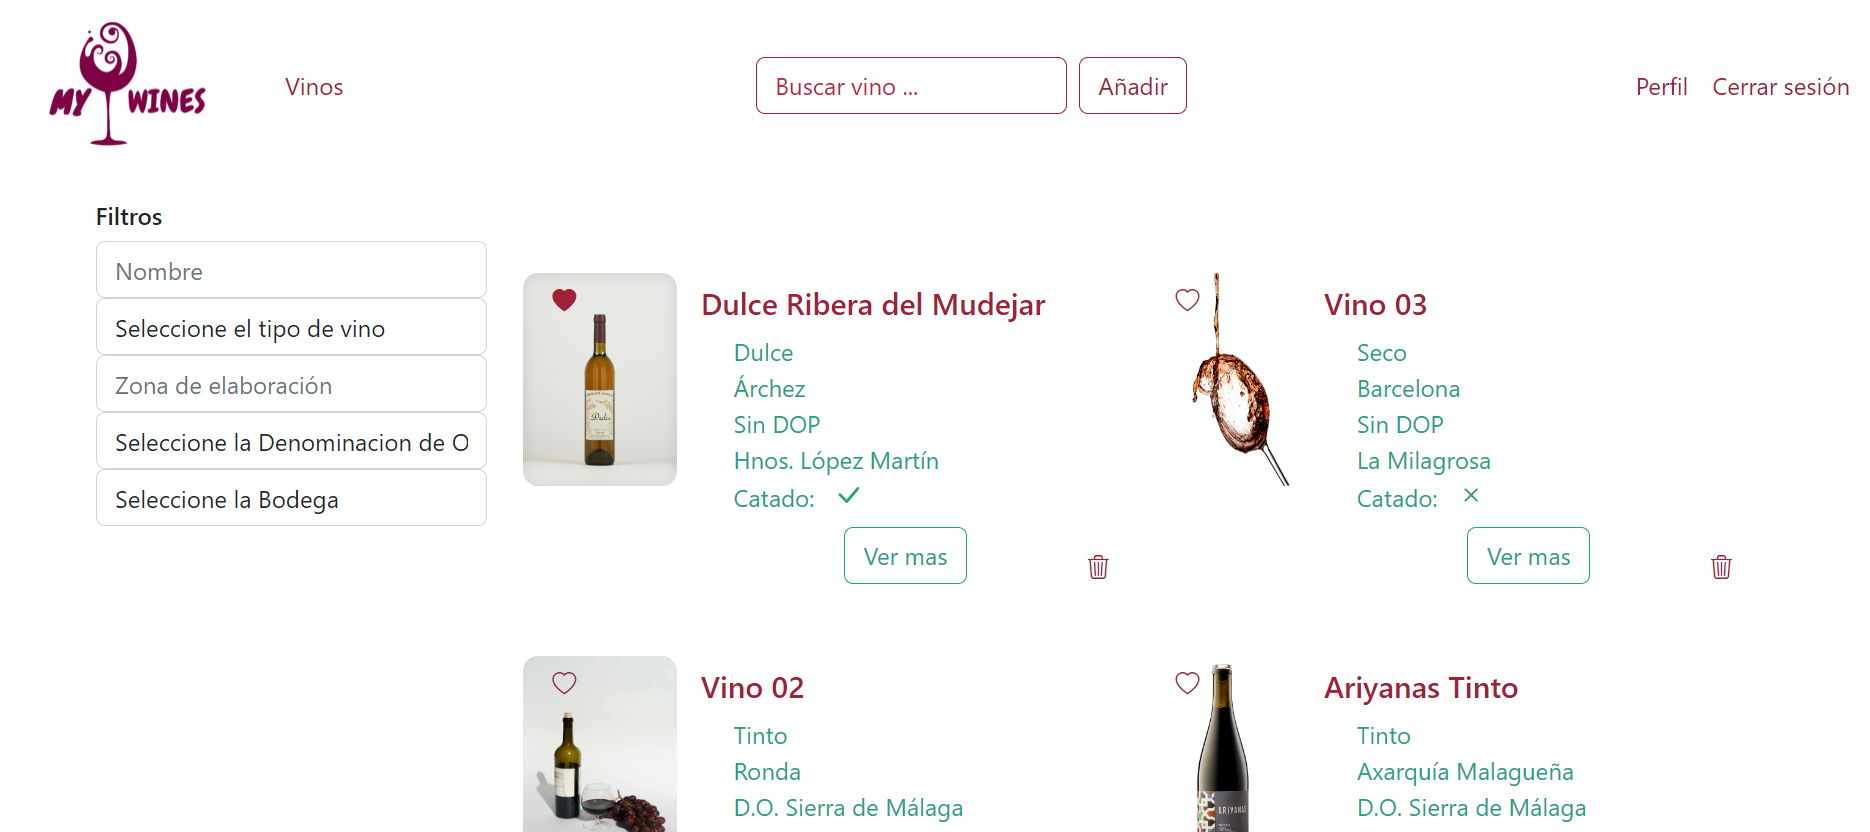 MY WINES
Vinos
Buscar vino ...
Añadir
Perfil
Cerrar sesión
Filtros
Nombre
Seleccione el tipo de vino
Zona de elaboración
Seleccione la Denominacion de O
Seleccione la Bodega
Dulce Ribera del Mudejar
Dulce
Árchez
Sin DOP
Hnos. López Martín
Catado:
Ver mas
Vino 03
Seco
Barcelona
Sin DOP
La Milagrosa
Catado:
Ver mas
Vino 02
Tinto
Ronda
D.O. Sierra de Málaga
Ariyanas Tinto
Tinto
Axarquía Malagueña
D.O. Sierra de Málaga
Dulce
ARIYANAS